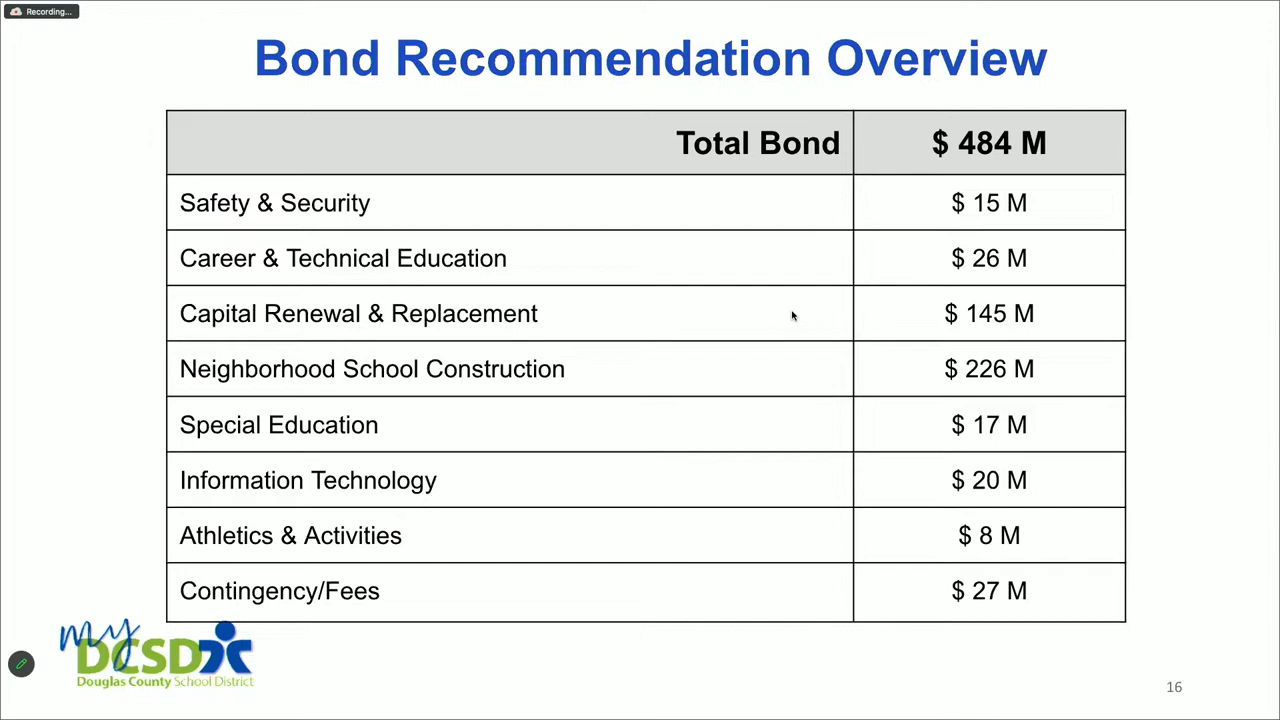 Recording...
Bond Recommendation Overview
Total Bond $ 484 M
Safety & Security $ 15 M
Career & Technical Education $ 26 M
Capital Renewal & Replacement $ 145 M
Neighborhood School Construction $ 226 M
Special Education $ 17 M
Information Technology $ 20 M
Athletics & Activities $ 8 M
Contingency/Fees $ 27 M
my
DCSD
Douglas County School District
16